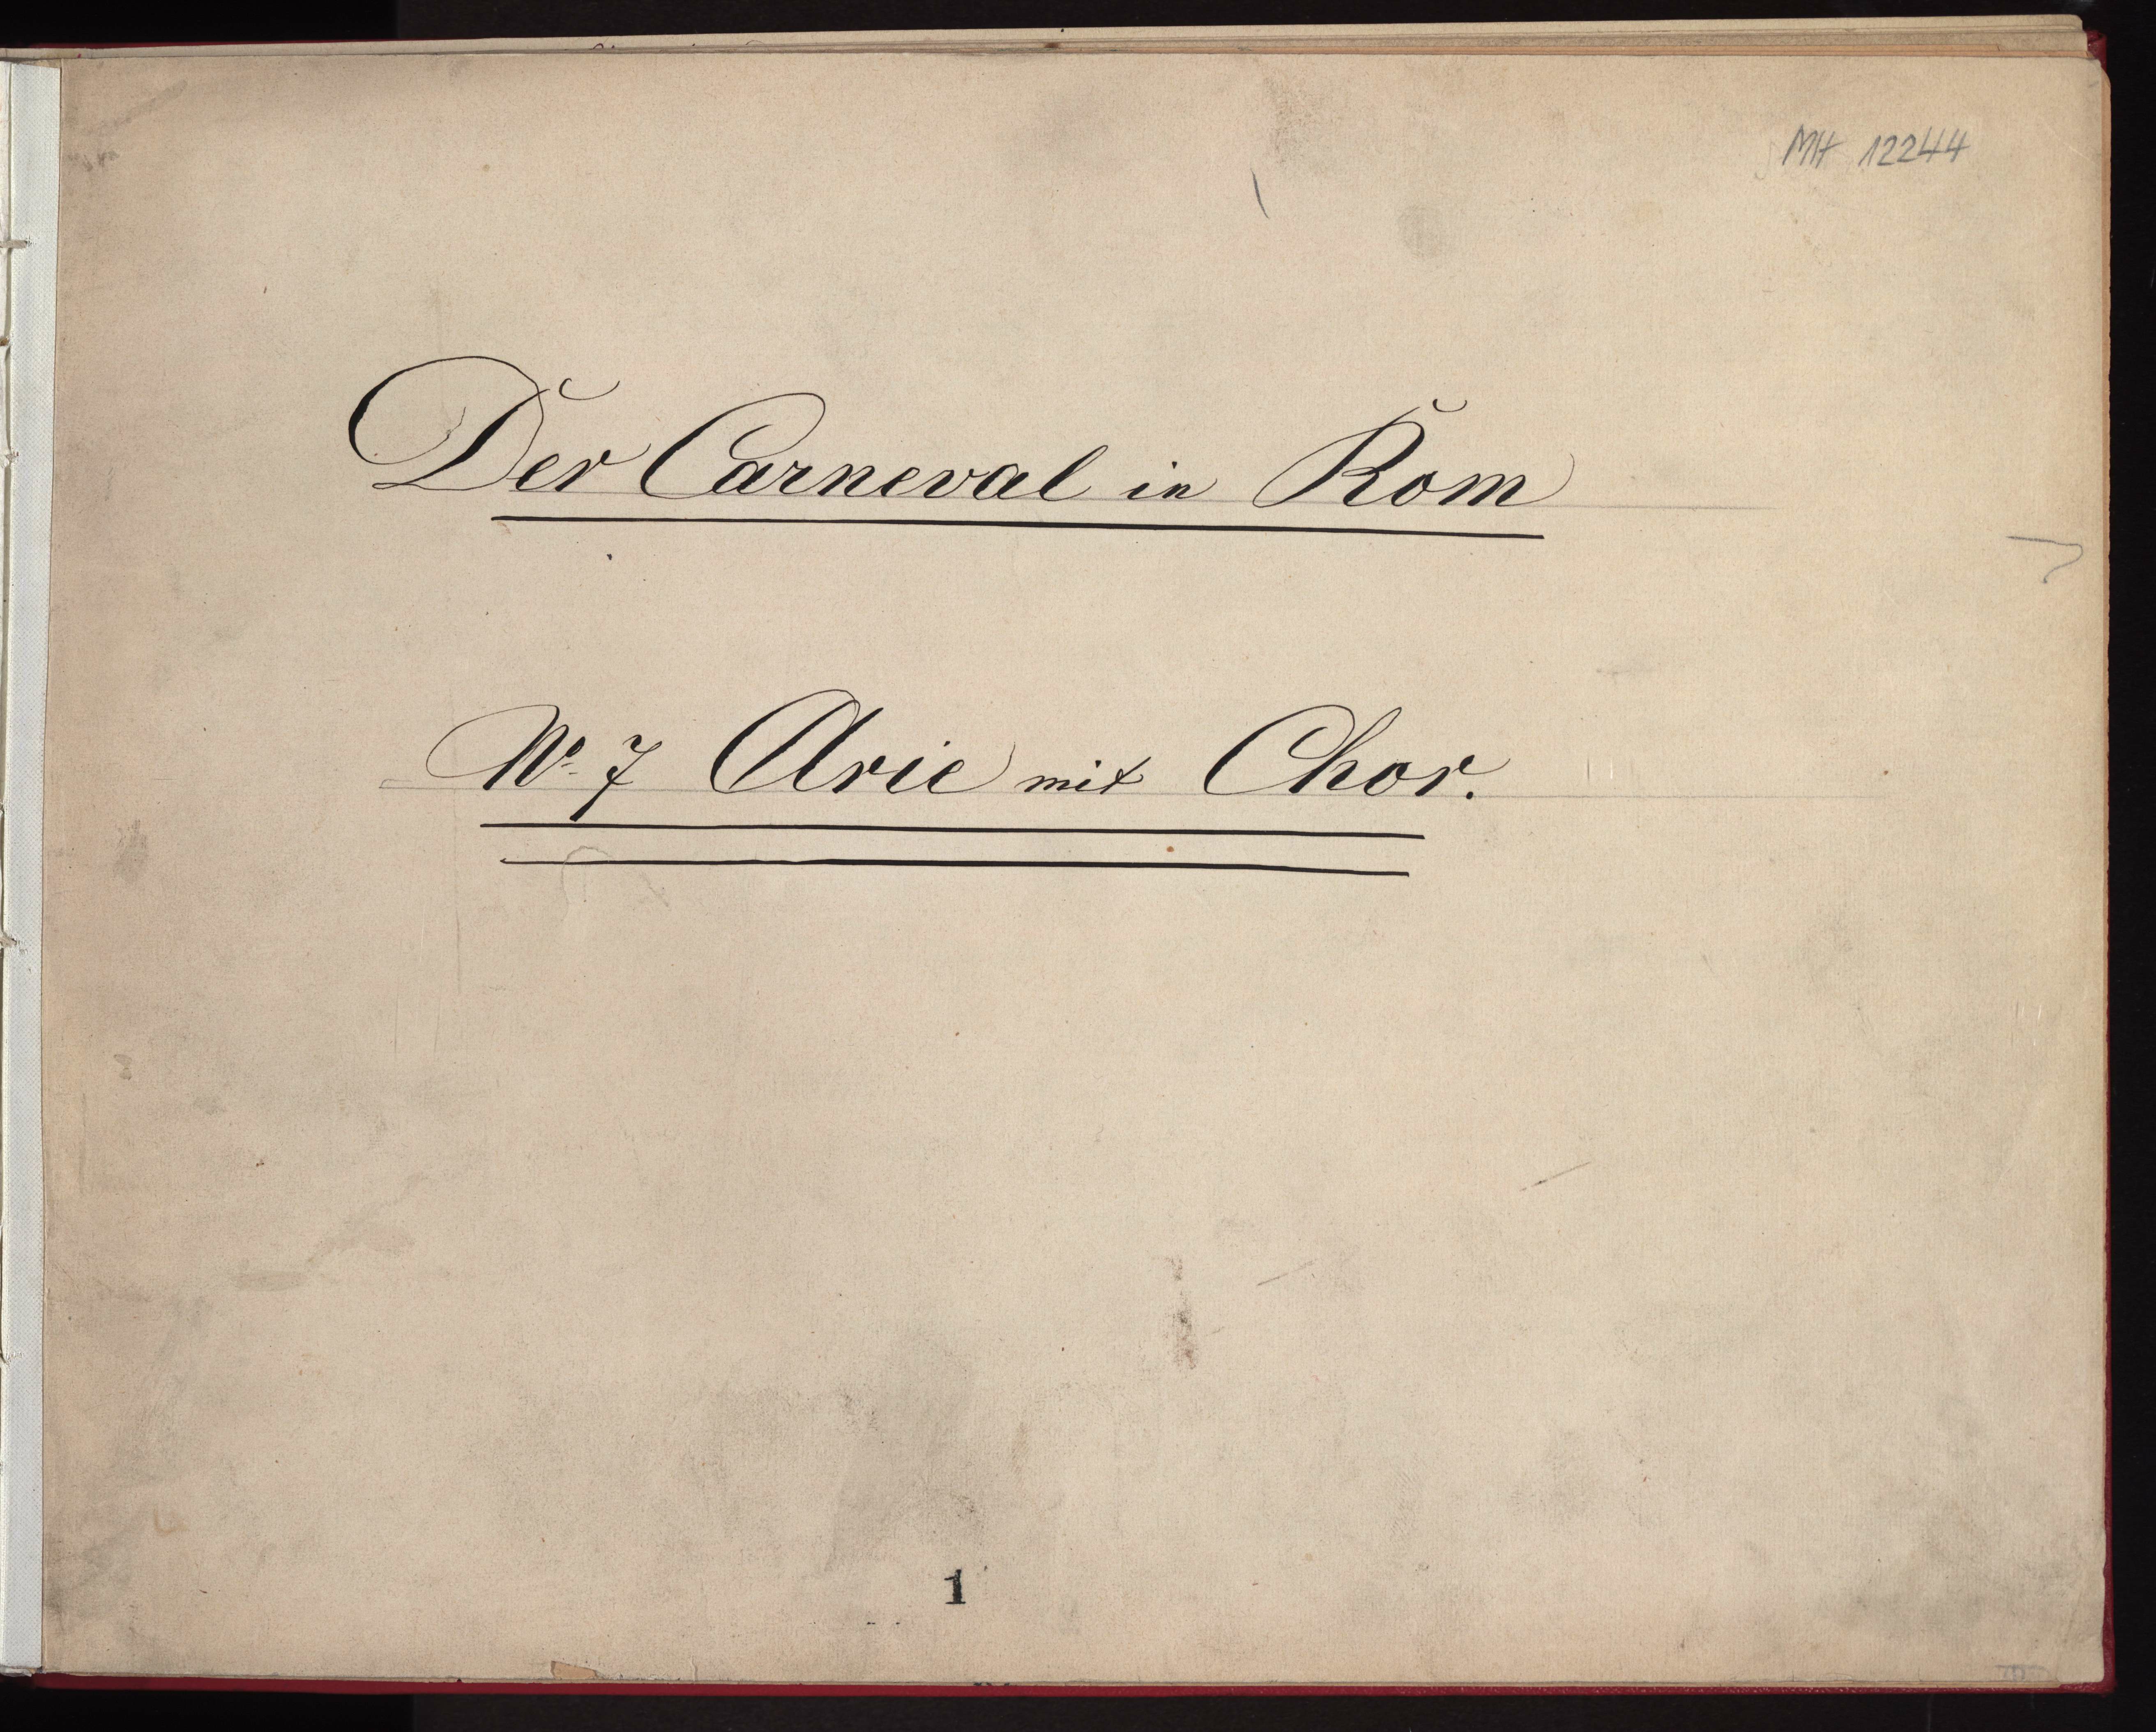 MH 12244
Der Carneval in Rom
No. 7 Arie mit Chor.
1